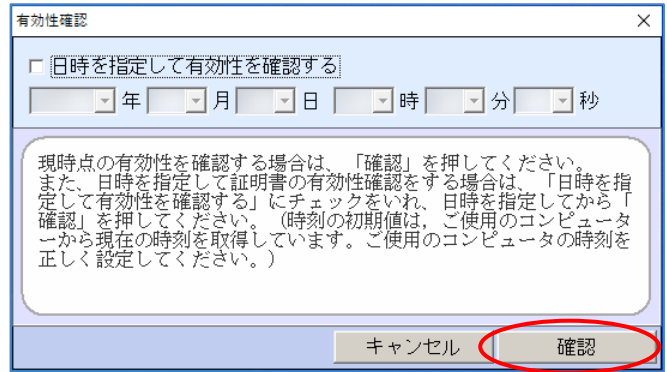 有効性確認
日時を指定して有効性を確認する
年 月 日 時 分 秒
現時点の有効性を確認する場合は、「確認」を押してください。
また、日時を指定して証明書の有効性確認をする場合は、「日時を指
定して有効性を確認する」にチェックをいれ、日時を指定してから「
確認」を押してください。（時刻の初期値は，ご使用のコンピュータ
ーから現在の時刻を取得しています。ご使用のコンピュータの時刻を
正しく設定してください。）
キャンセル 確認